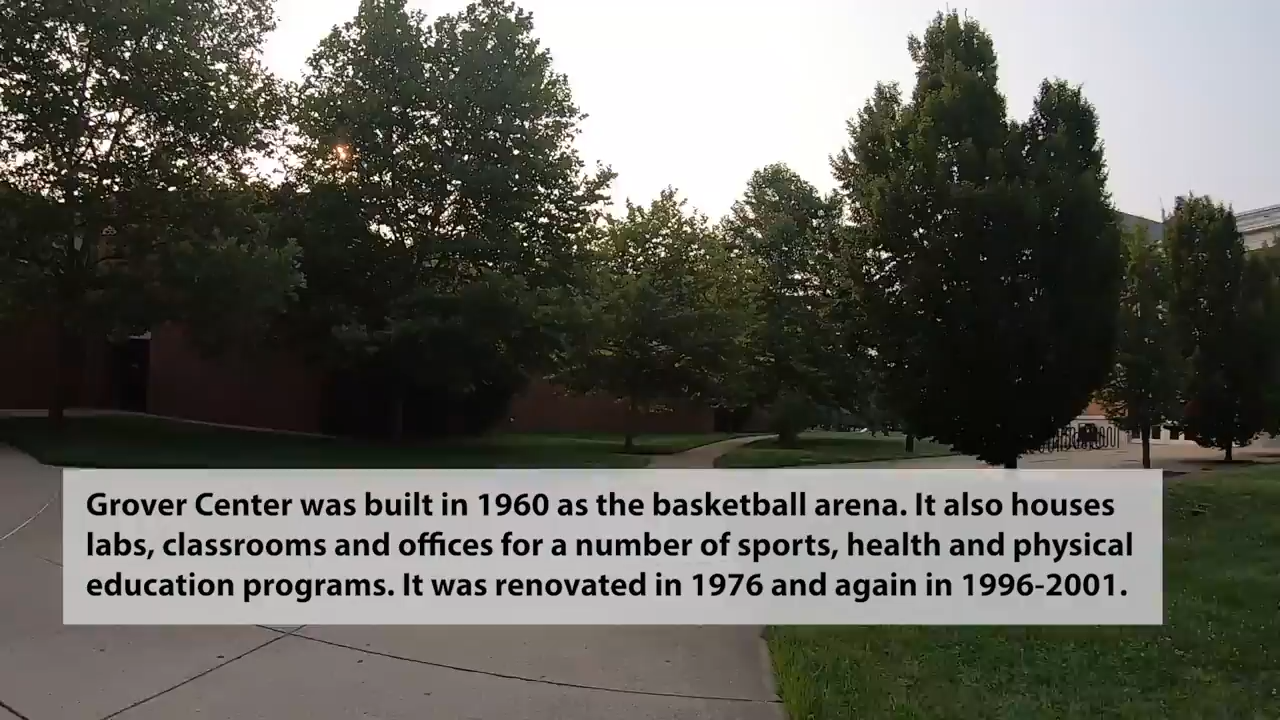 Grover Center was built in 1960 as the basketball arena. It also houses
labs, classrooms and offices for a number of sports, health and physical
education programs. It was renovated in 1976 and again in 1996-2001.